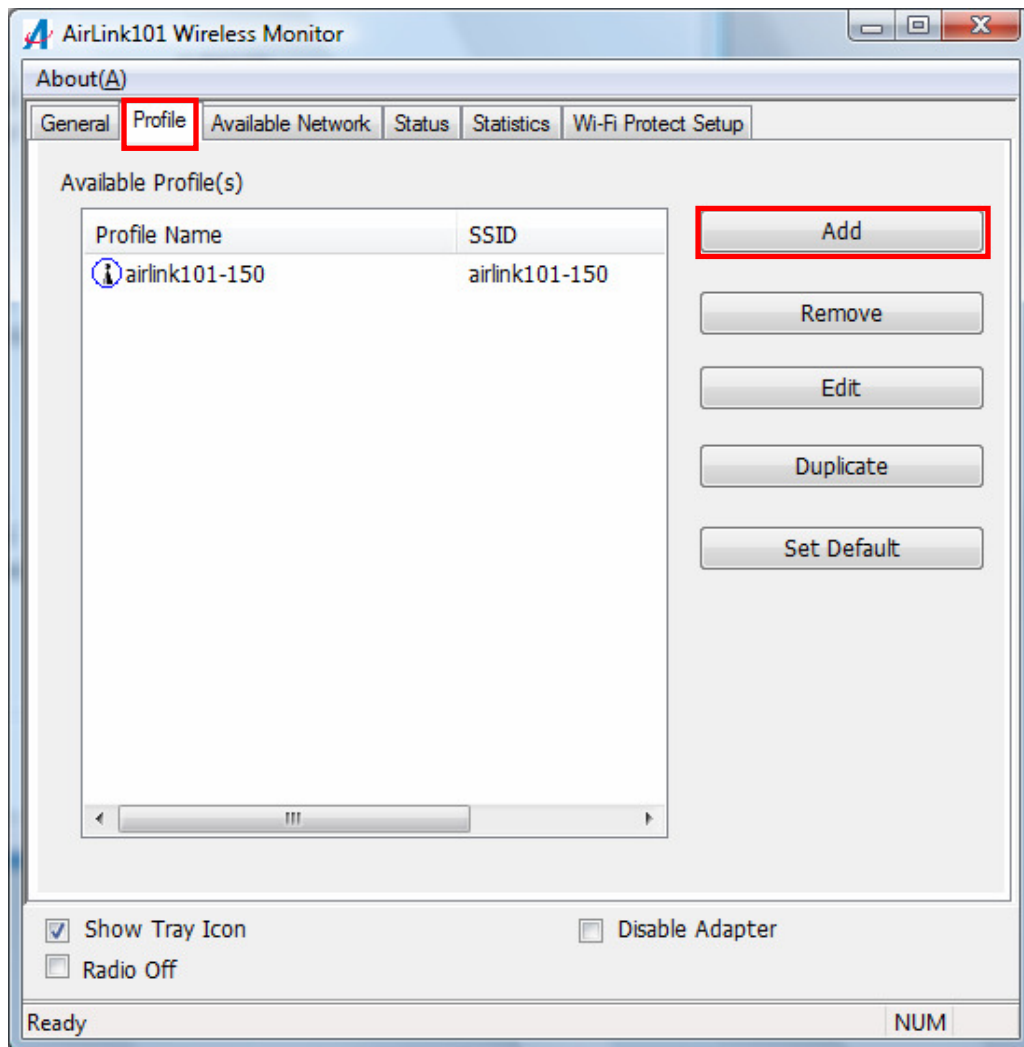 AirLink101 Wireless Monitor
About(A)
General Profile Available Network Status Statistics Wi-Fi Protect Setup
Available Profile(s)
Profile Name SSID
airlink101-150 airlink101-150
Add
Remove
Edit
Duplicate
Set Default
Show Tray Icon Disable Adapter
Radio Off
Ready NUM